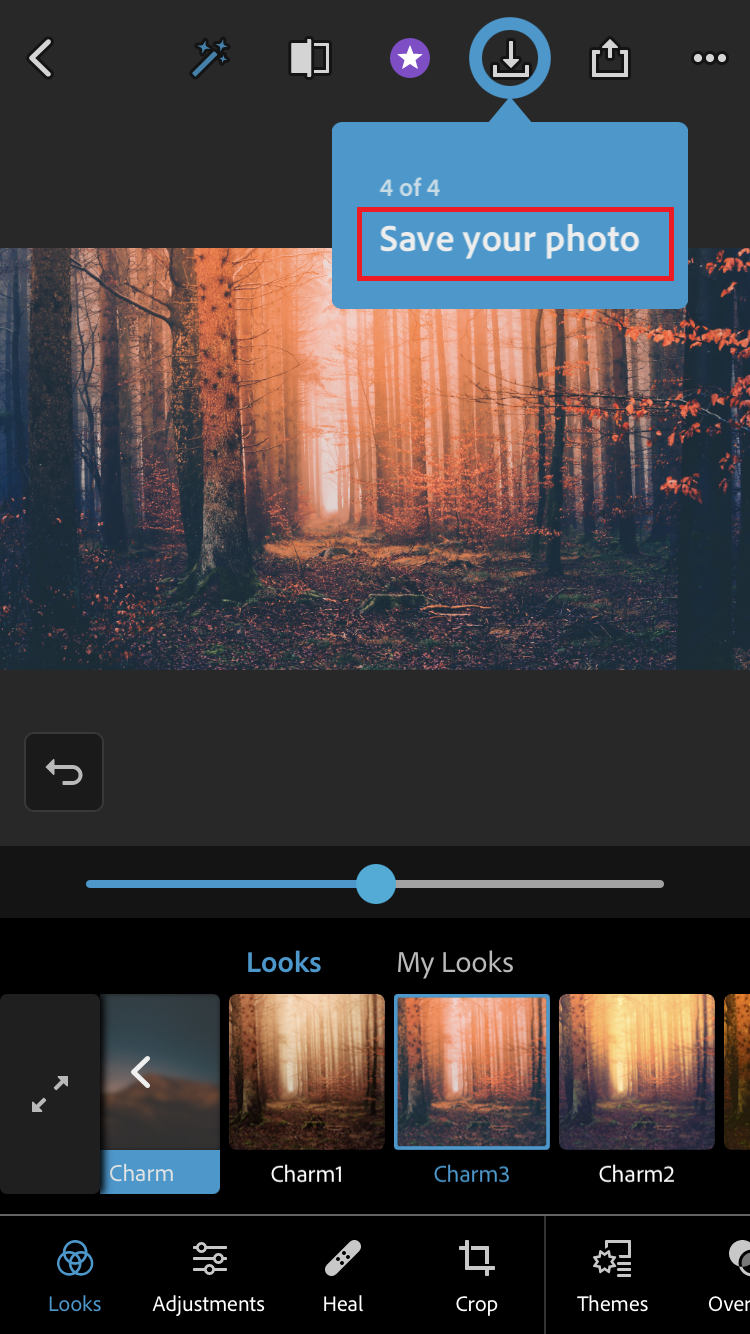 4 of 4
Save your photo
Looks
My Looks
Charm
Charm1
Charm3
Charm2
Looks
Adjustments
Heal
Crop
Themes
Over